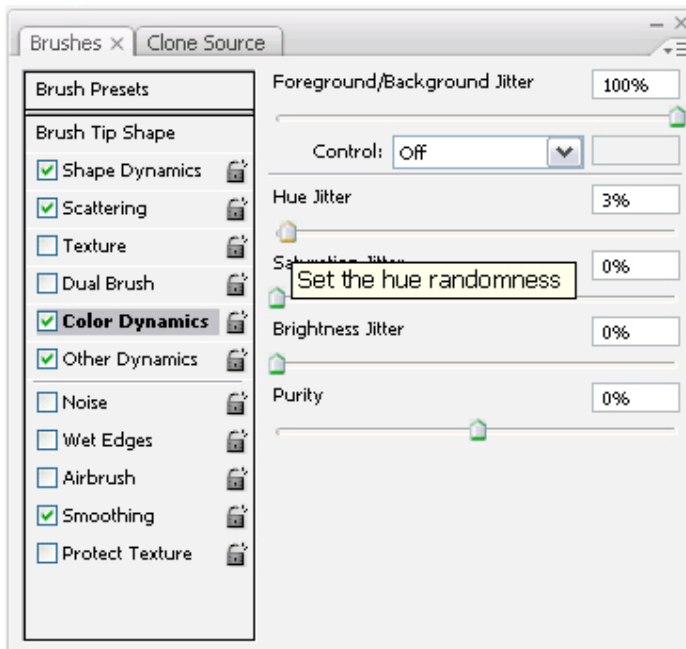 Brushes × Clone Source
Brush Presets
Brush Tip Shape
Shape Dynamics
Scattering
Texture
Dual Brush
Color Dynamics
Other Dynamics
Noise
Wet Edges
Airbrush
Smoothing
Protect Texture
Foreground/Background Jitter 100%
Control: Off
Hue Jitter 3%
Saturation Jitter 0%
Set the hue randomness
Brightness Jitter 0%
Purity 0%